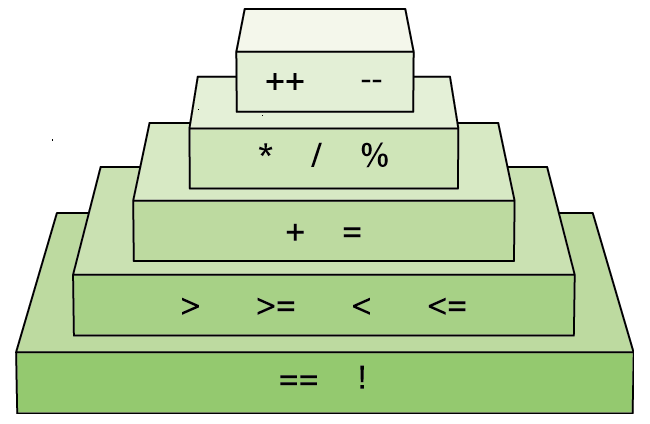 ++ --
* / %
+ =
> >= < <=
== !